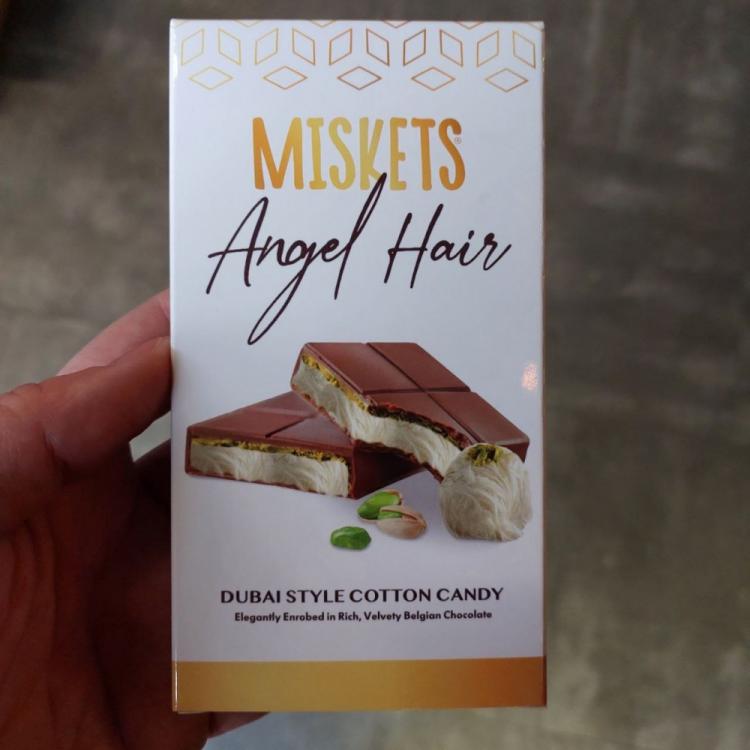 MISKETS®
Angel Hair
DUBAI STYLE COTTON CANDY
Elegantly Enrobed in Rich, Velvety Belgian Chocolate